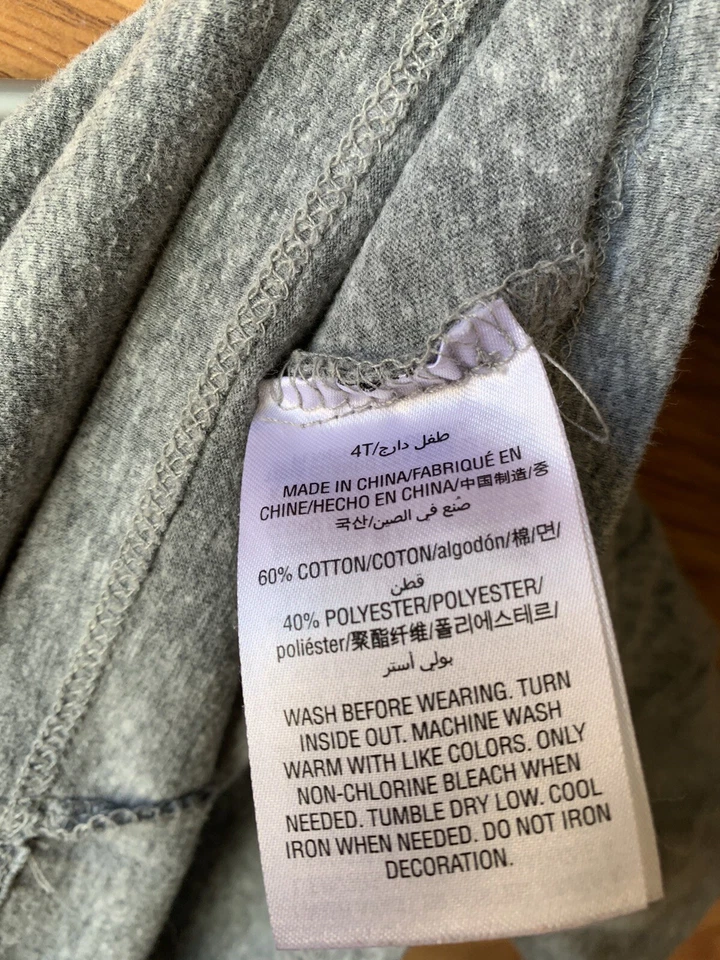 4T/طفل دارج
MADE IN CHINA/FABRIQUÉ EN
CHINE/HECHO EN CHINA/中国制造/중
국산/صُنع في الصين
60% COTTON/COTON/algodón/棉/면/
قطن
40% POLYESTER/POLYESTER/
poliéster/聚酯纤维/폴리에스테르/
بولي أستر
WASH BEFORE WEARING. TURN
INSIDE OUT. MACHINE WASH
WARM WITH LIKE COLORS. ONLY
NON-CHLORINE BLEACH WHEN
NEEDED. TUMBLE DRY LOW. COOL
IRON WHEN NEEDED. DO NOT IRON
DECORATION.